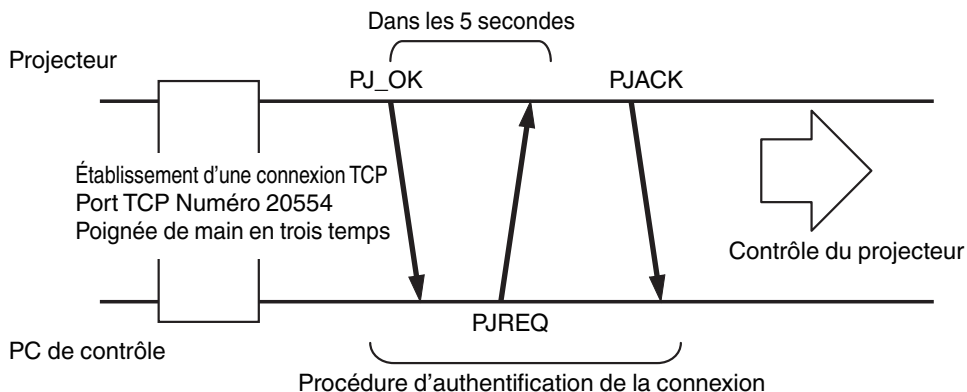 Dans les 5 secondes
Projecteur
PJ_OK
PJACK
Établissement d'une connexion TCP
Port TCP Numéro 20554
Poignée de main en trois temps
Contrôle du projecteur
PJREQ
PC de contrôle
Procédure d'authentification de la connexion